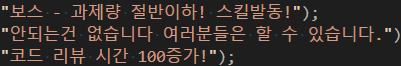 "보스 - 과제량 절반이하! 스킬발동!");
"안되는건 없습니다 여러분들은 할 수 있습니다.")
"코드 리뷰 시간 100증가!");